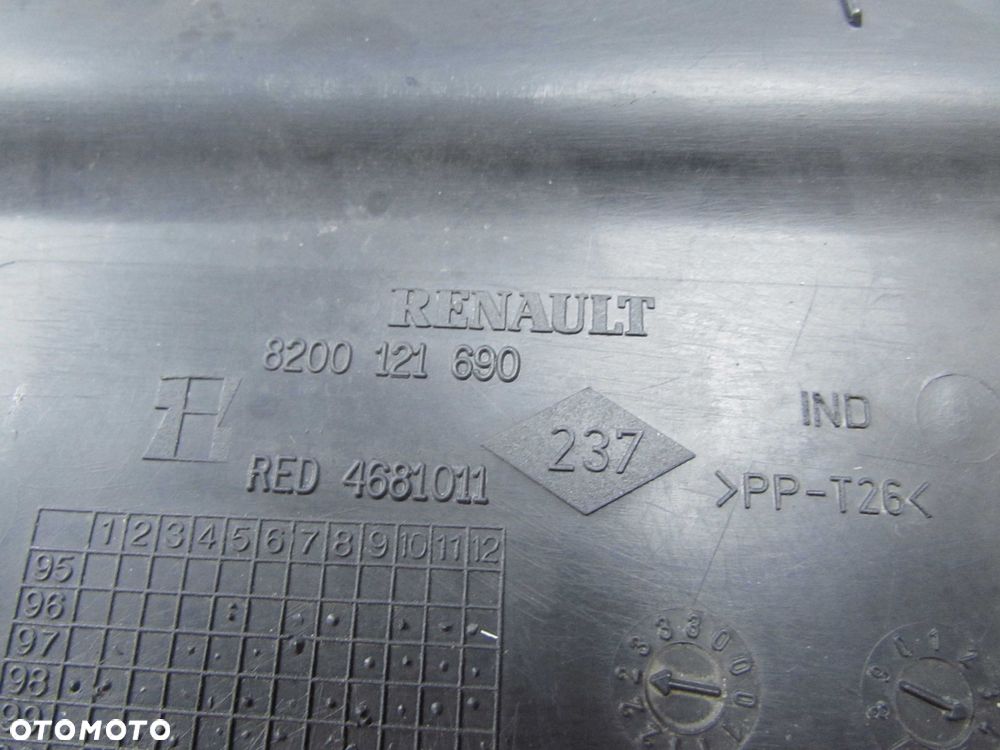 RENAULT
8200 121 690
IND
237
RED 4681011
>PP-T26<
1 2 3 4 5 6 7 8 9 10 11 12
95
96
97
98
99
OTOMOTO